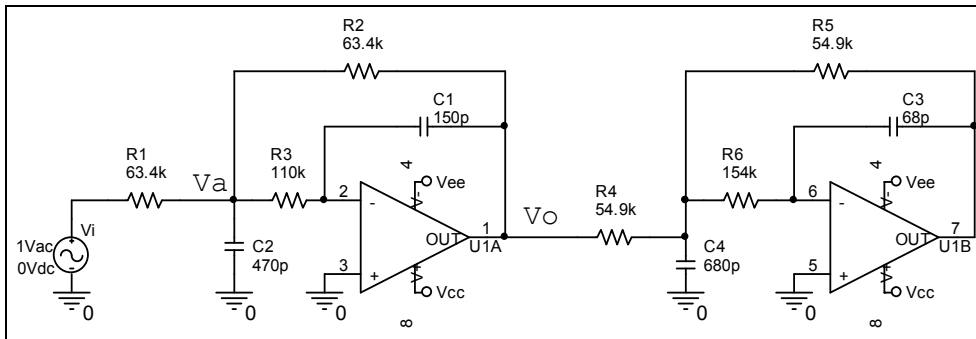 R2
63.4k
R5
54.9k
C1
150p
C3
68p
R1
63.4k
Va
R3
110k
4
Vee
V-
R6
154k
4
Vee
V-
Vi
1Vac
0Vdc
2
-
1
OUT
U1A
Vo
R4
54.9k
6
-
7
OUT
U1B
C2
470p
3
+
V+
Vcc
8
C4
680p
5
+
V+
Vcc
8
0
0
0
0
0